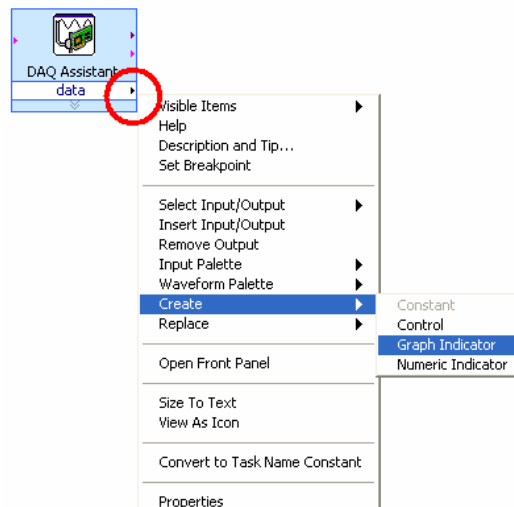 DAQ Assistant
data
Visible Items
Help
Description and Tip...
Set Breakpoint
Select Input/Output
Insert Input/Output
Remove Output
Input Palette
Waveform Palette
Create
Replace
Open Front Panel
Size To Text
View As Icon
Convert to Task Name Constant
Properties
Constant
Control
Graph Indicator
Numeric Indicator